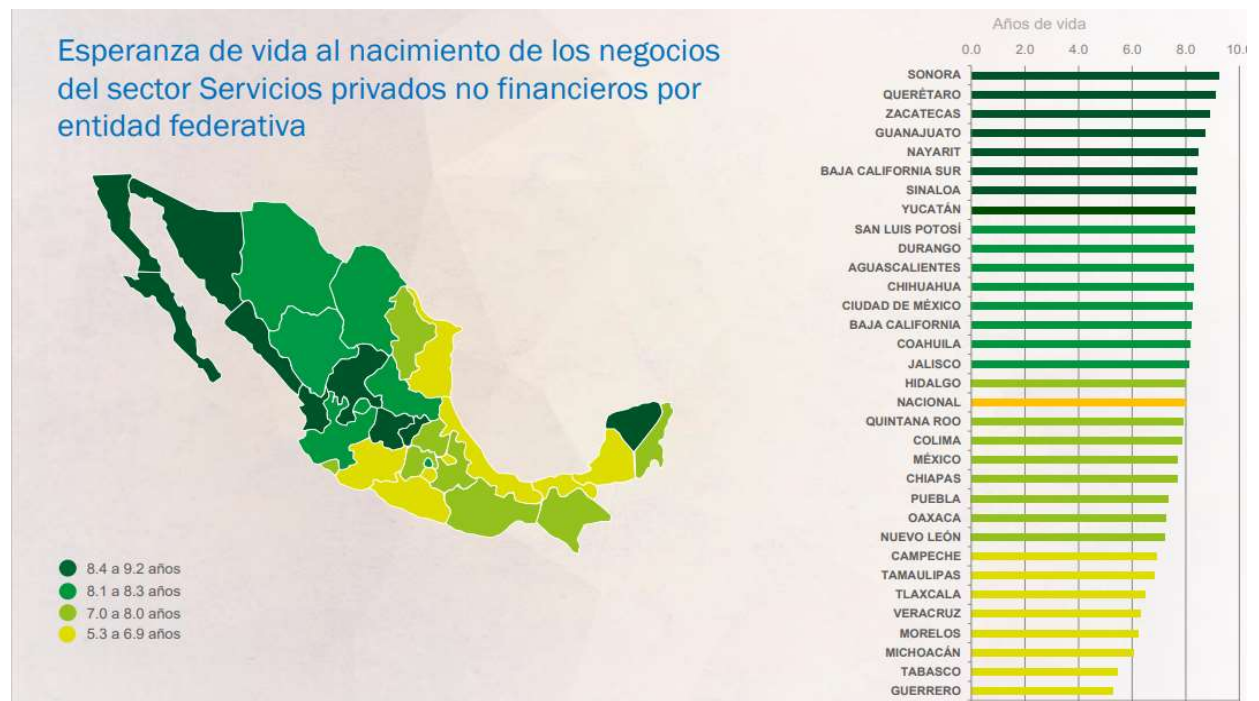 Esperanza de vida al nacimiento de los negocios
del sector Servicios privados no financieros por
entidad federativa
8.4 a 9.2 años
8.1 a 8.3 años
7.0 a 8.0 años
5.3 a 6.9 años
Años de vida
0.0 2.0 4.0 6.0 8.0 10.0
SONORA
QUERÉTARO
ZACATECAS
GUANAJUATO
NAYARIT
BAJA CALIFORNIA SUR
SINALOA
YUCATÁN
SAN LUIS POTOSÍ
DURANGO
AGUASCALIENTES
CHIHUAHUA
CIUDAD DE MÉXICO
BAJA CALIFORNIA
COAHUILA
JALISCO
HIDALGO
NACIONAL
QUINTANA ROO
COLIMA
MÉXICO
CHIAPAS
PUEBLA
OAXACA
NUEVO LEÓN
CAMPECHE
TAMAULIPAS
TLAXCALA
VERACRUZ
MORELOS
MICHOACÁN
TABASCO
GUERRERO